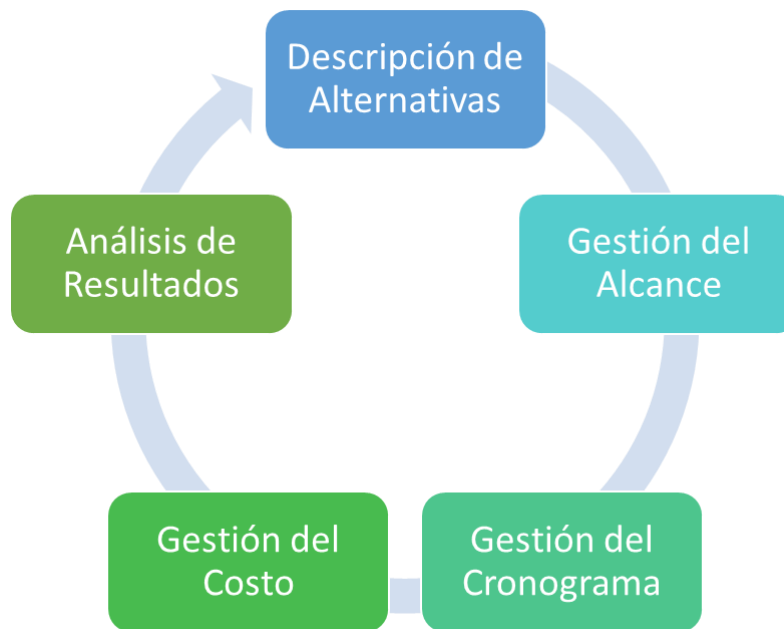 Descripción de
Alternativas
Gestión del
Alcance
Gestión del
Cronograma
Gestión del
Costo
Análisis de
Resultados